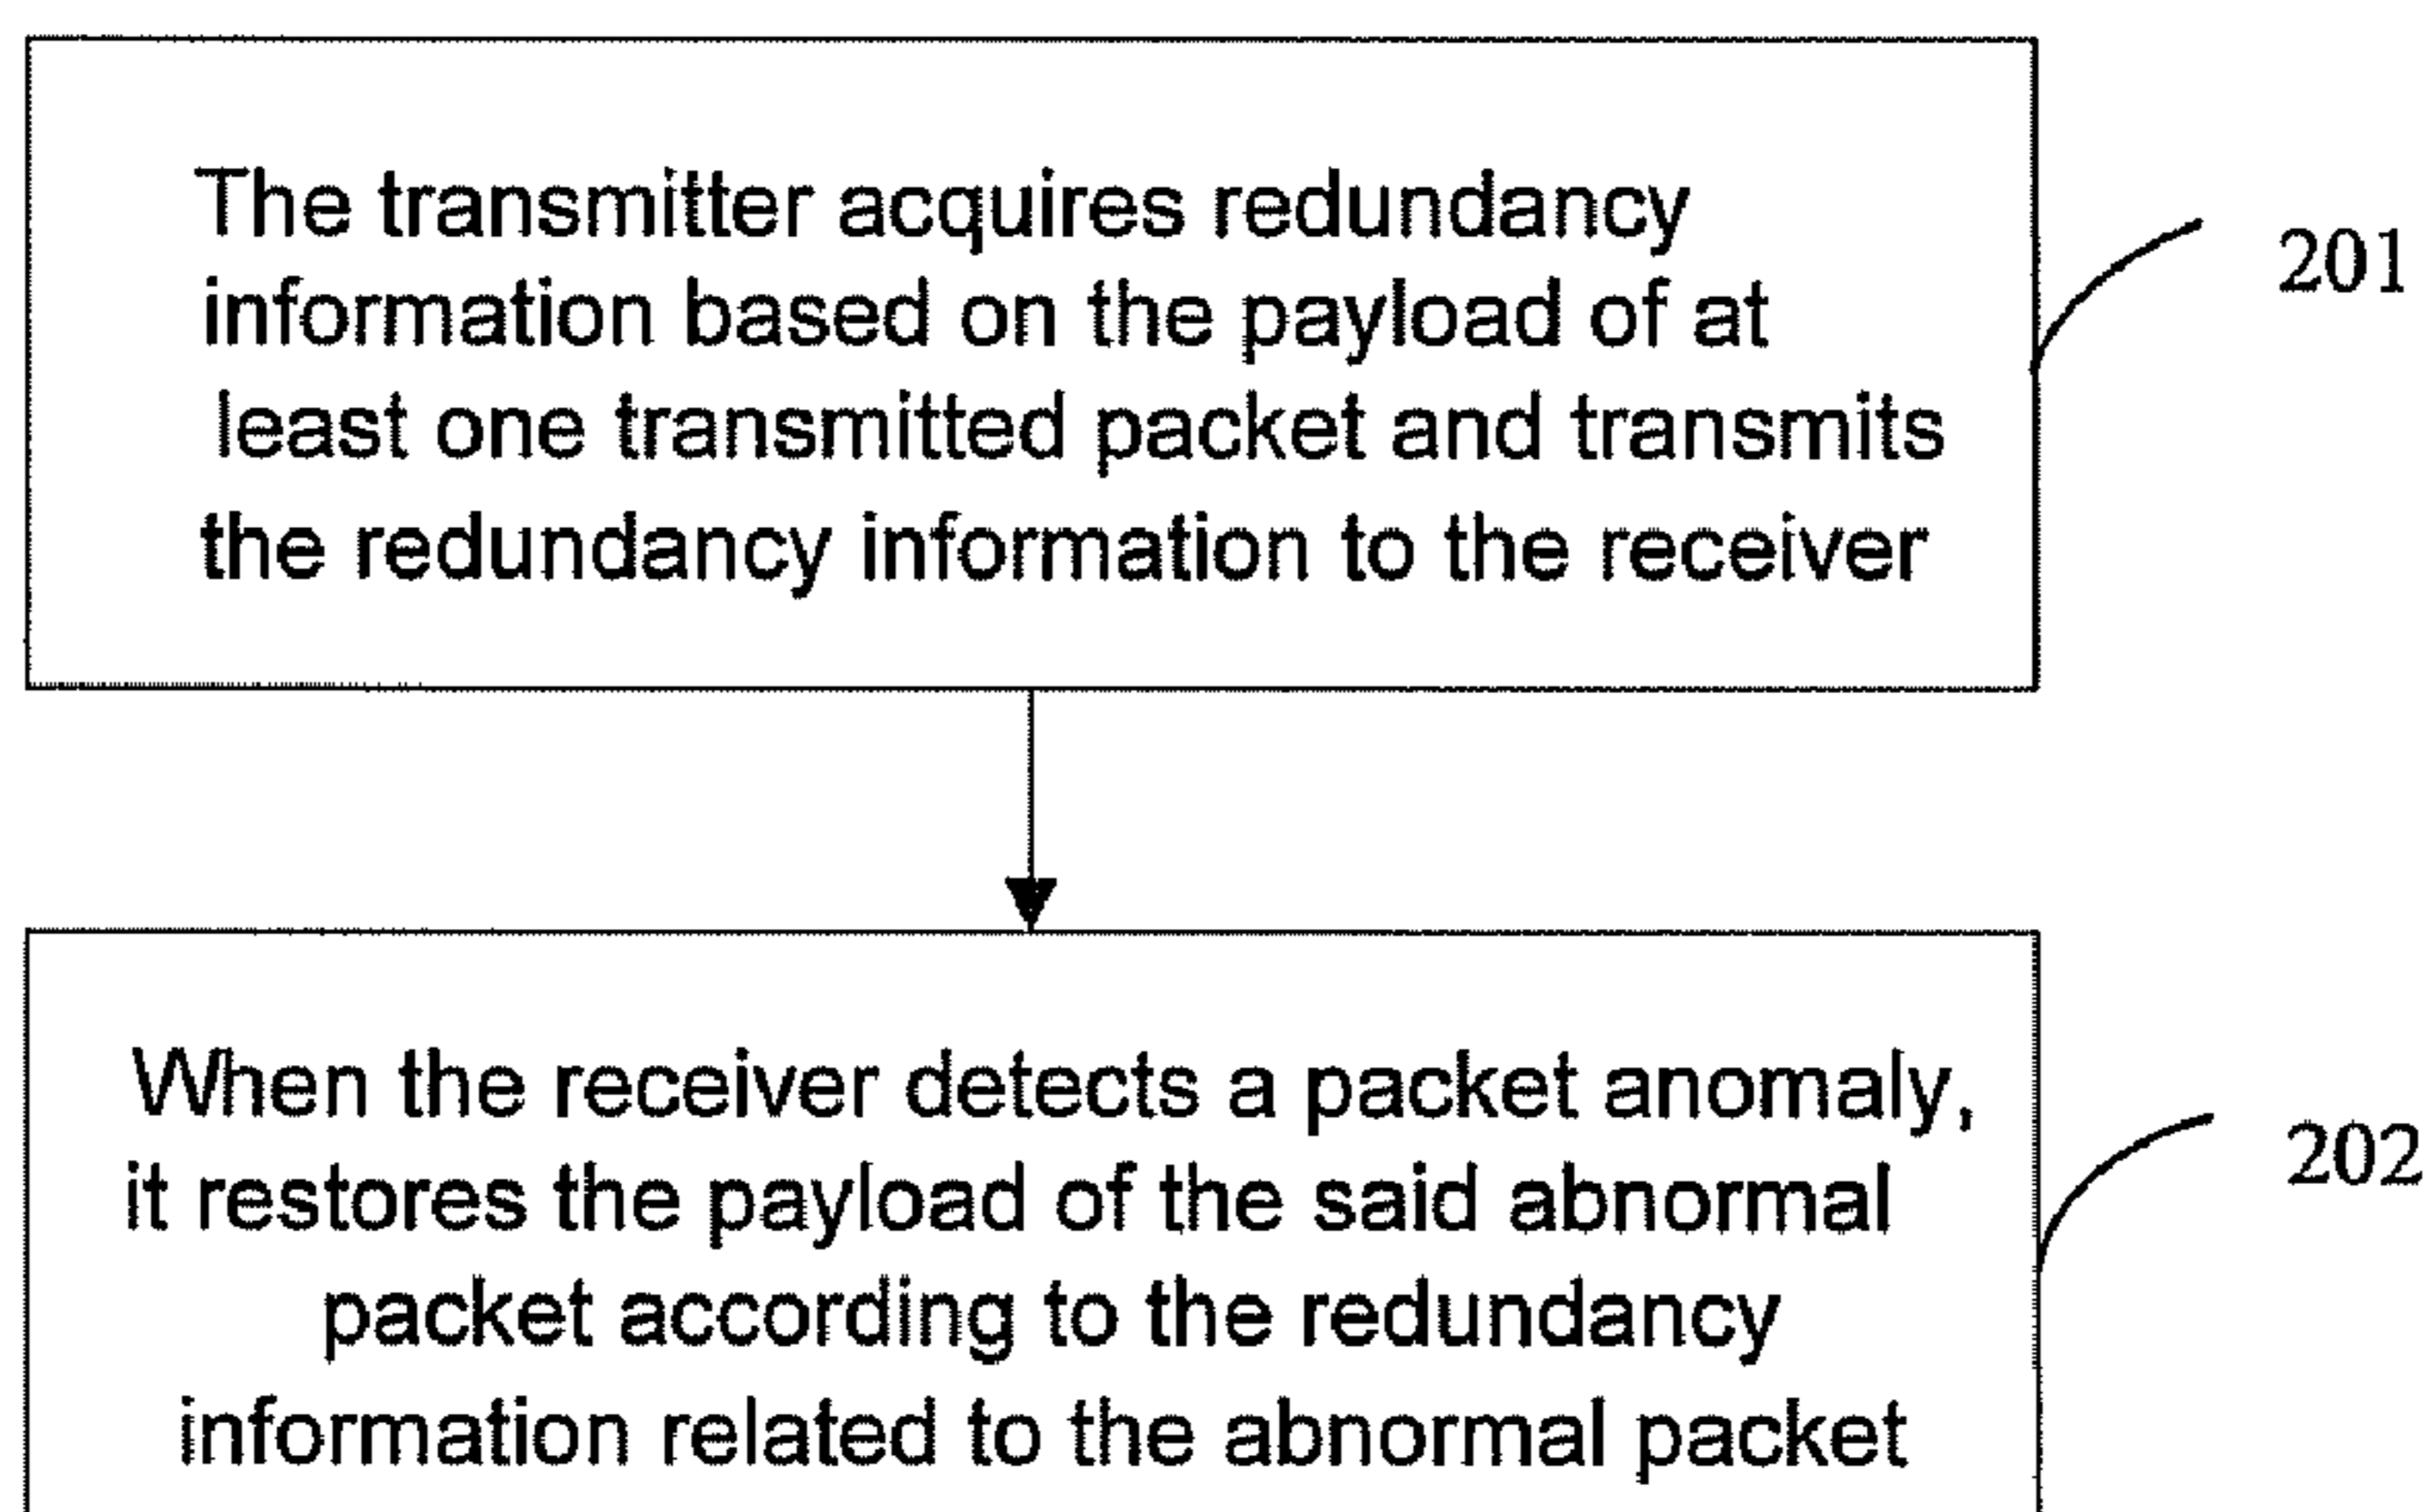 The transmitter acquires redundancy
information based on the payload of at
least one transmitted packet and transmits
the redundancy information to the receiver
201
When the receiver detects a packet anomaly,
it restores the payload of the said abnormal
packet according to the redundancy
information related to the abnormal packet
202